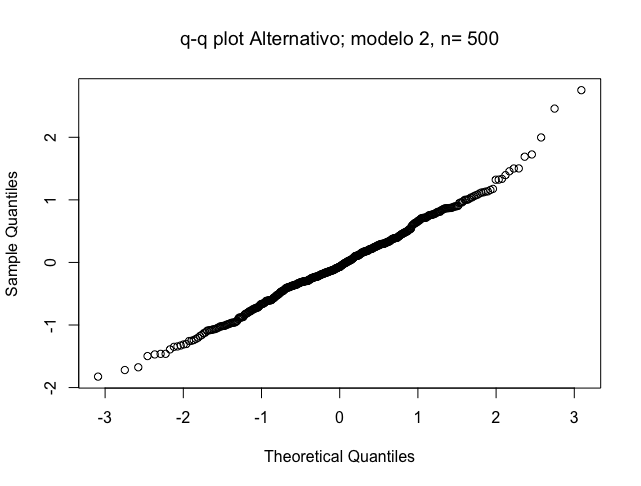 q-q plot Alternativo; modelo 2, n= 500
Sample Quantiles
2
1
0
-1
-2
-3 -2 -1 0 1 2 3
Theoretical Quantiles